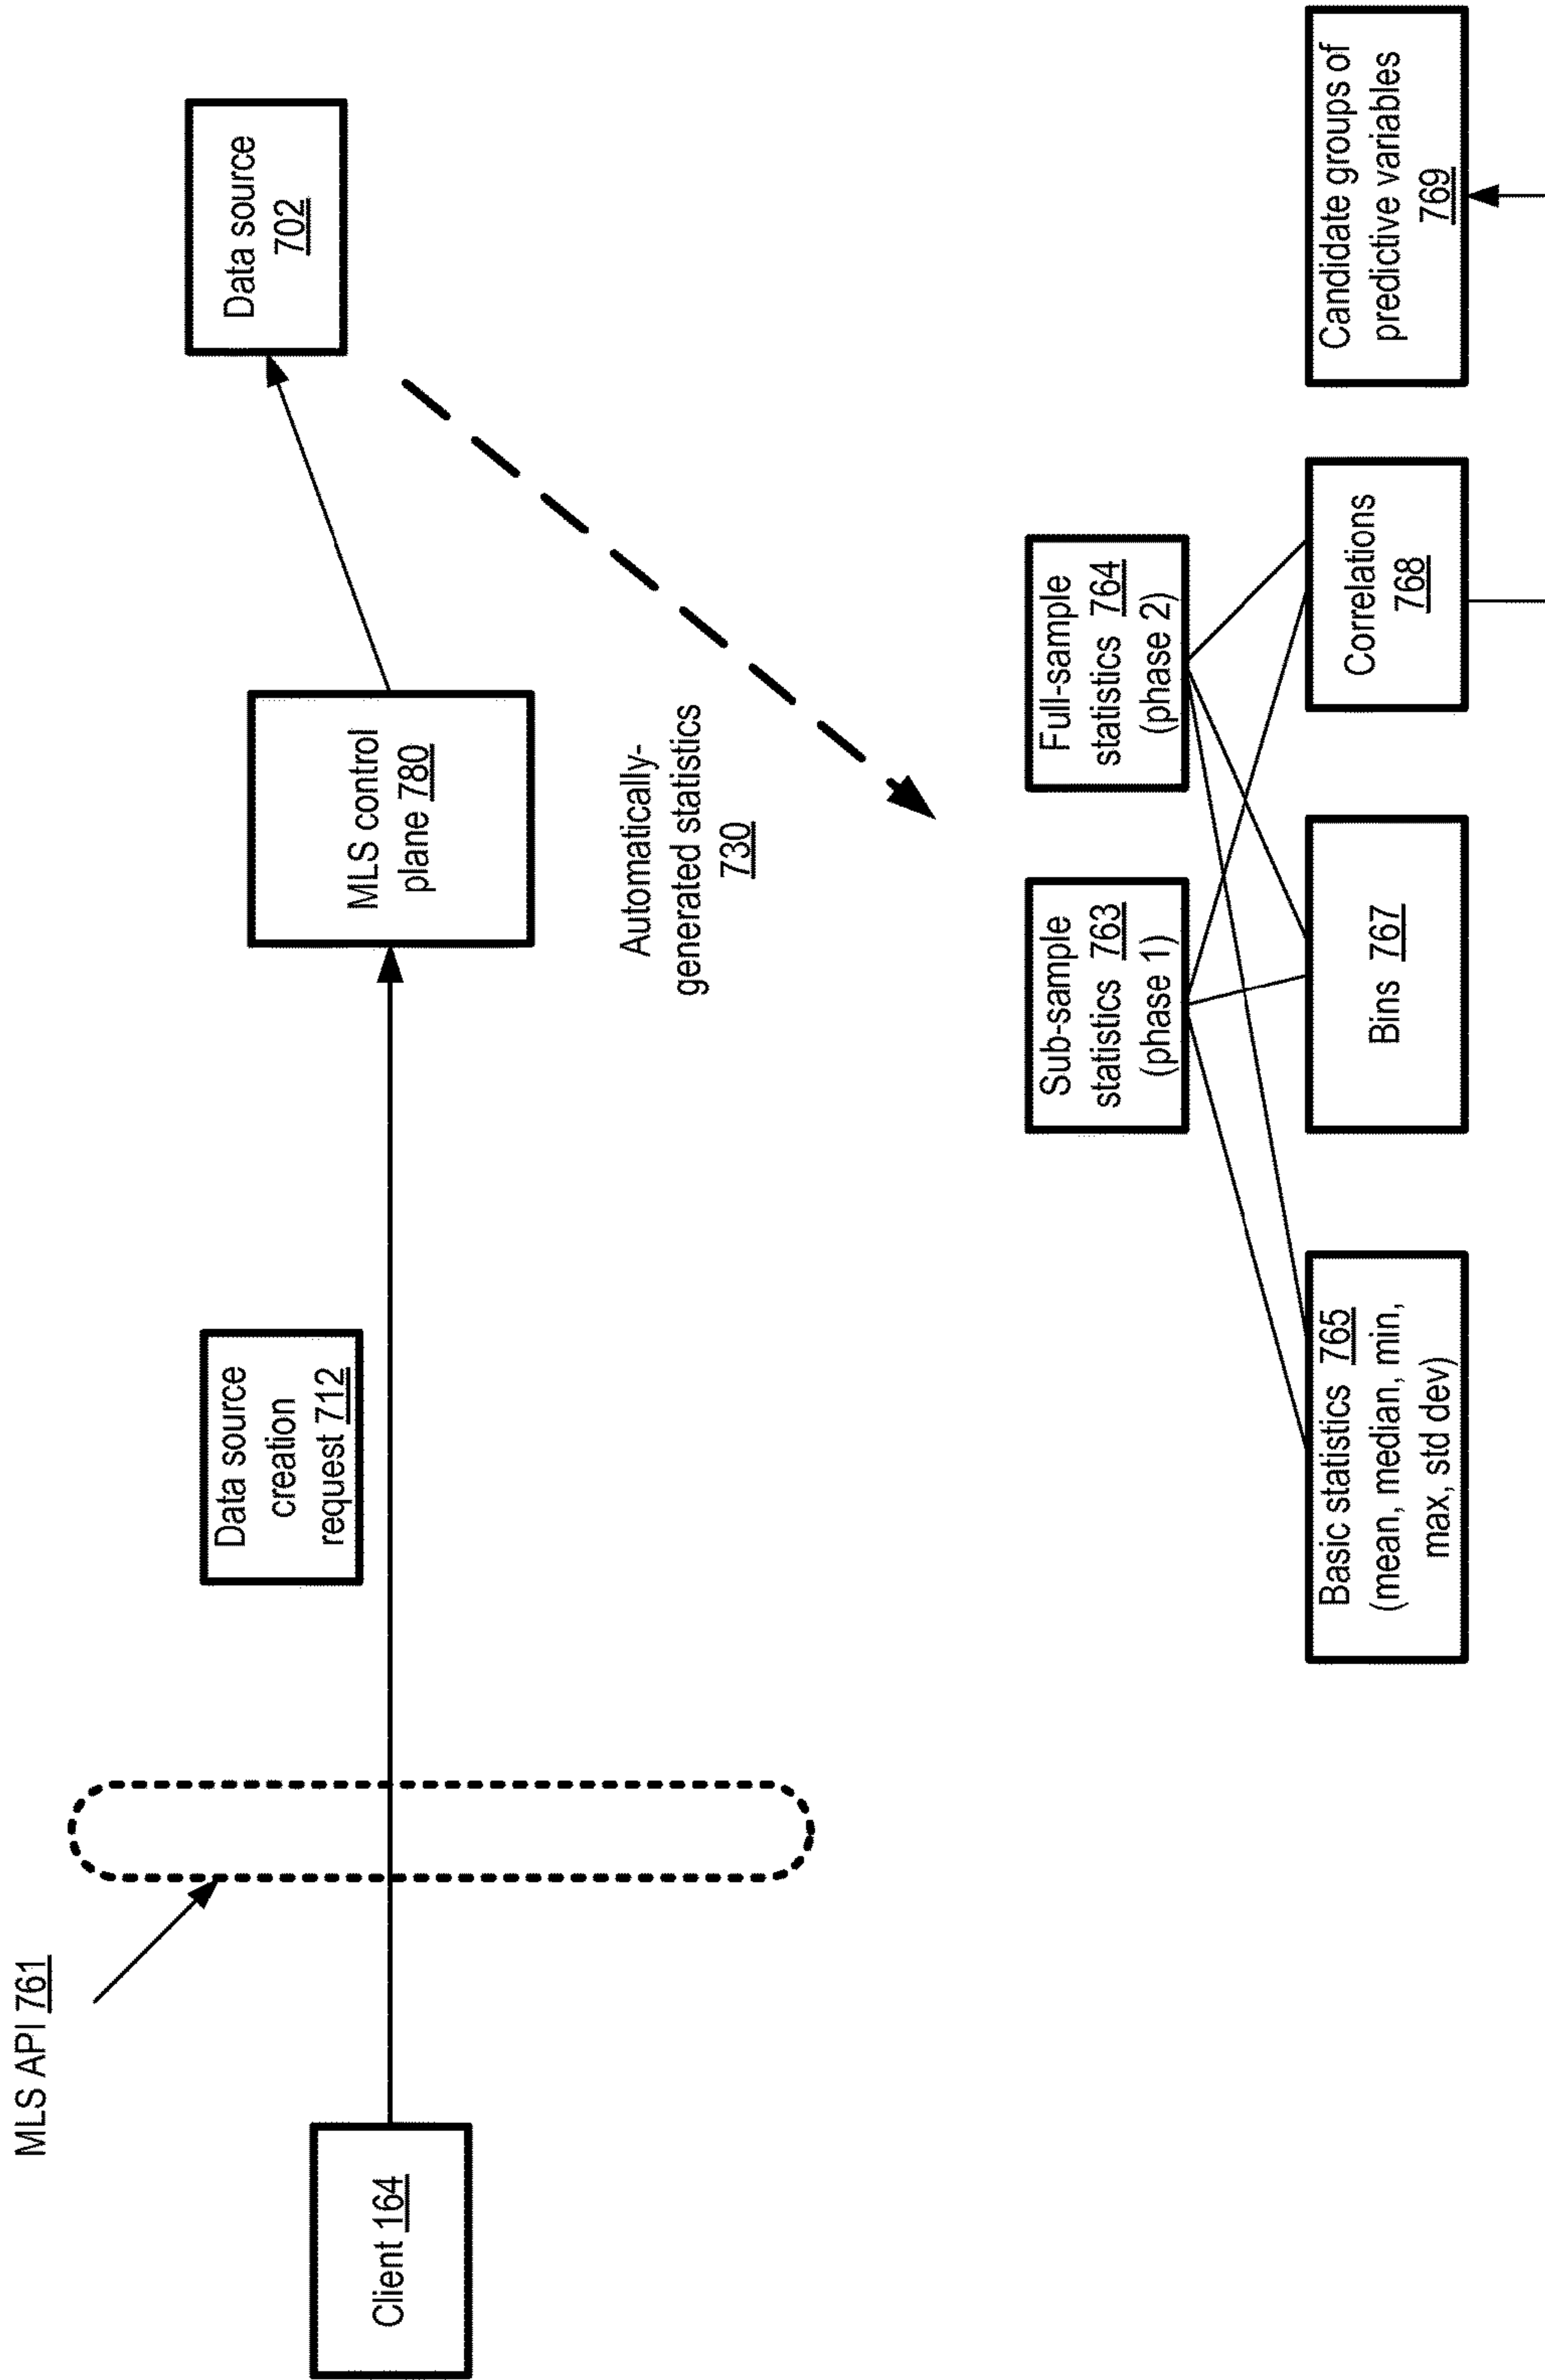 MLS API 761
Client 164
Data source
creation
request 712
MLS control
plane 780
Data source
702
Automatically-
generated statistics
730
Sub-sample
statistics 763
(phase 1)
Full-sample
statistics 764
(phase 2)
Basic statistics 765
(mean, median, min,
max, std dev)
Bins 767
Correlations
768
Candidate groups of
predictive variables
769